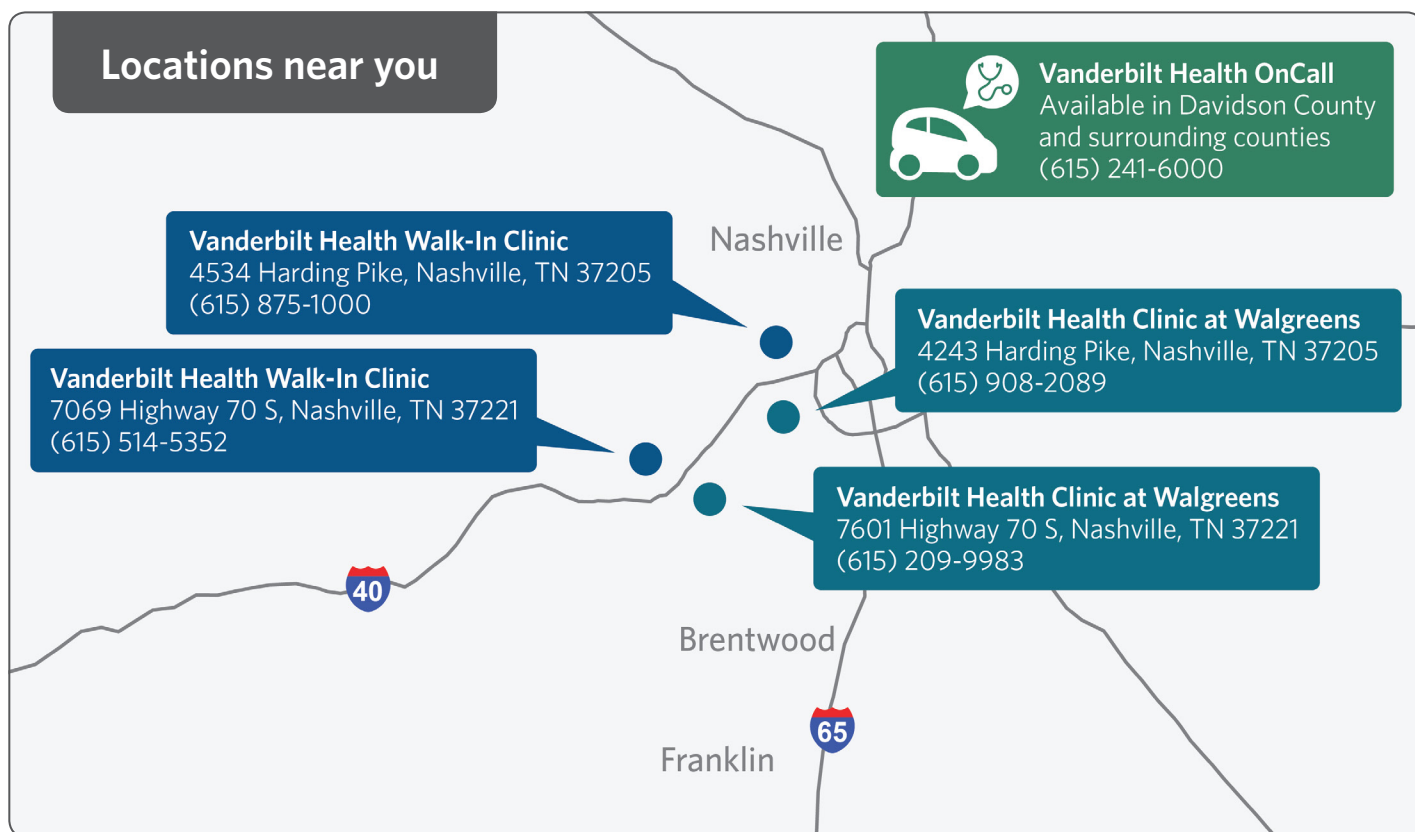 Locations near you
Vanderbilt Health OnCall
Available in Davidson County
and surrounding counties
(615) 241-6000
Nashville
Vanderbilt Health Walk-In Clinic
4534 Harding Pike, Nashville, TN 37205
(615) 875-1000
Vanderbilt Health Clinic at Walgreens
4243 Harding Pike, Nashville, TN 37205
(615) 908-2089
Vanderbilt Health Walk-In Clinic
7069 Highway 70 S, Nashville, TN 37221
(615) 514-5352
Vanderbilt Health Clinic at Walgreens
7601 Highway 70 S, Nashville, TN 37221
(615) 209-9983
40
Brentwood
65
Franklin